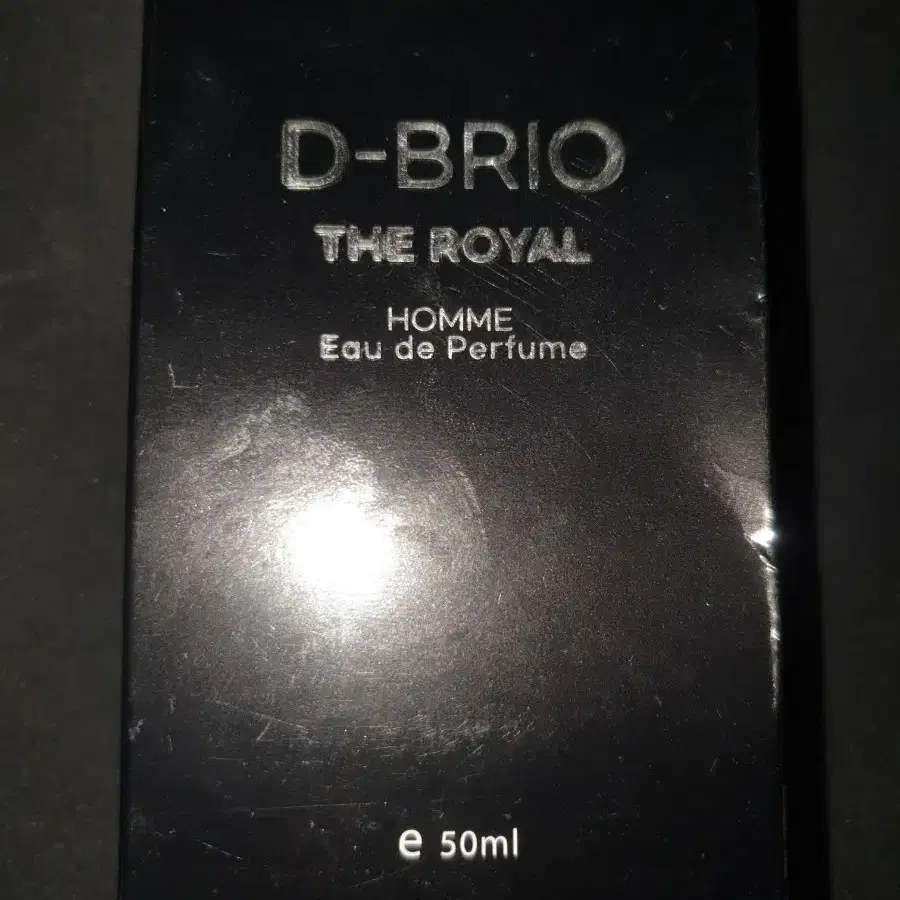 D-BRIO
THE ROYAL
HOMME
Eau de Perfume
e 50ml